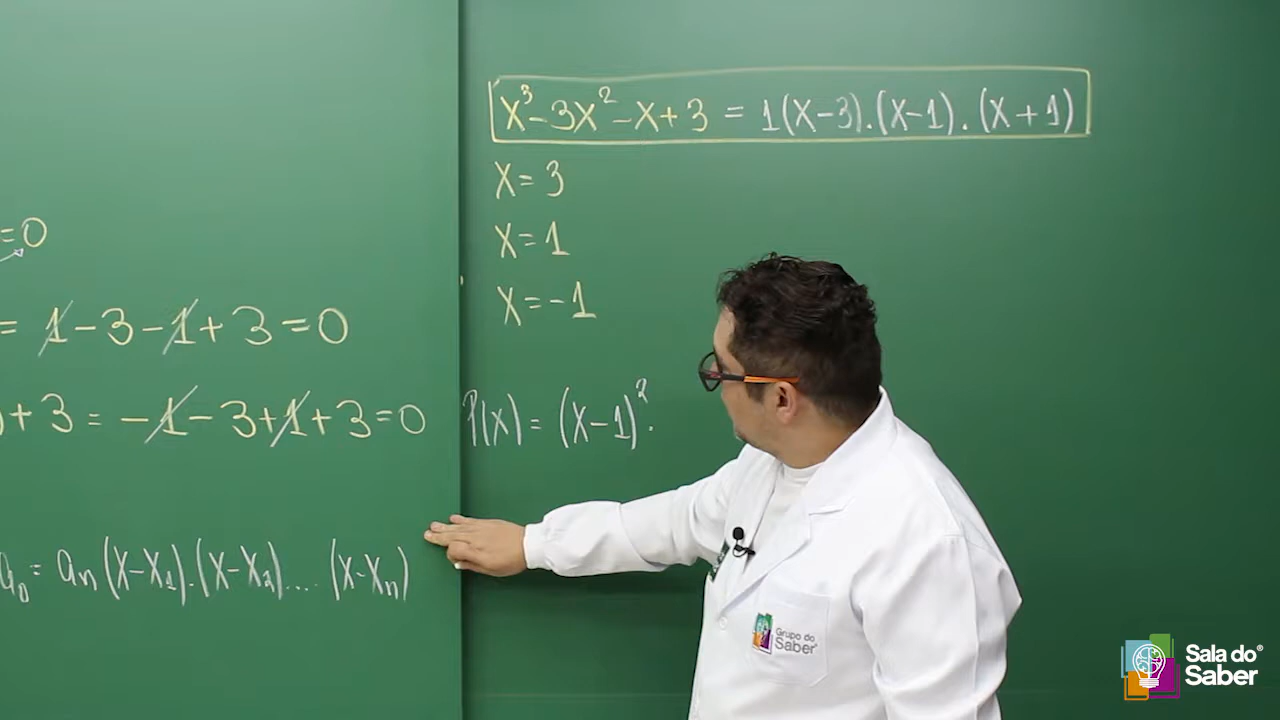 = 0
= 1 - 3 - 1 + 3 = 0
) + 3 = - 1 - 3 + 1 + 3 = 0
a₀ = aₙ (x - x₁) . (x - x₂) .... (x - xₙ)
x³ - 3x² - x + 3 = 1(x - 3) . (x - 1) . (x + 1)
x = 3
x = 1
x = - 1
P(x) = (x - 1)² .
Grupo do
Saber®
Sala do®
Saber